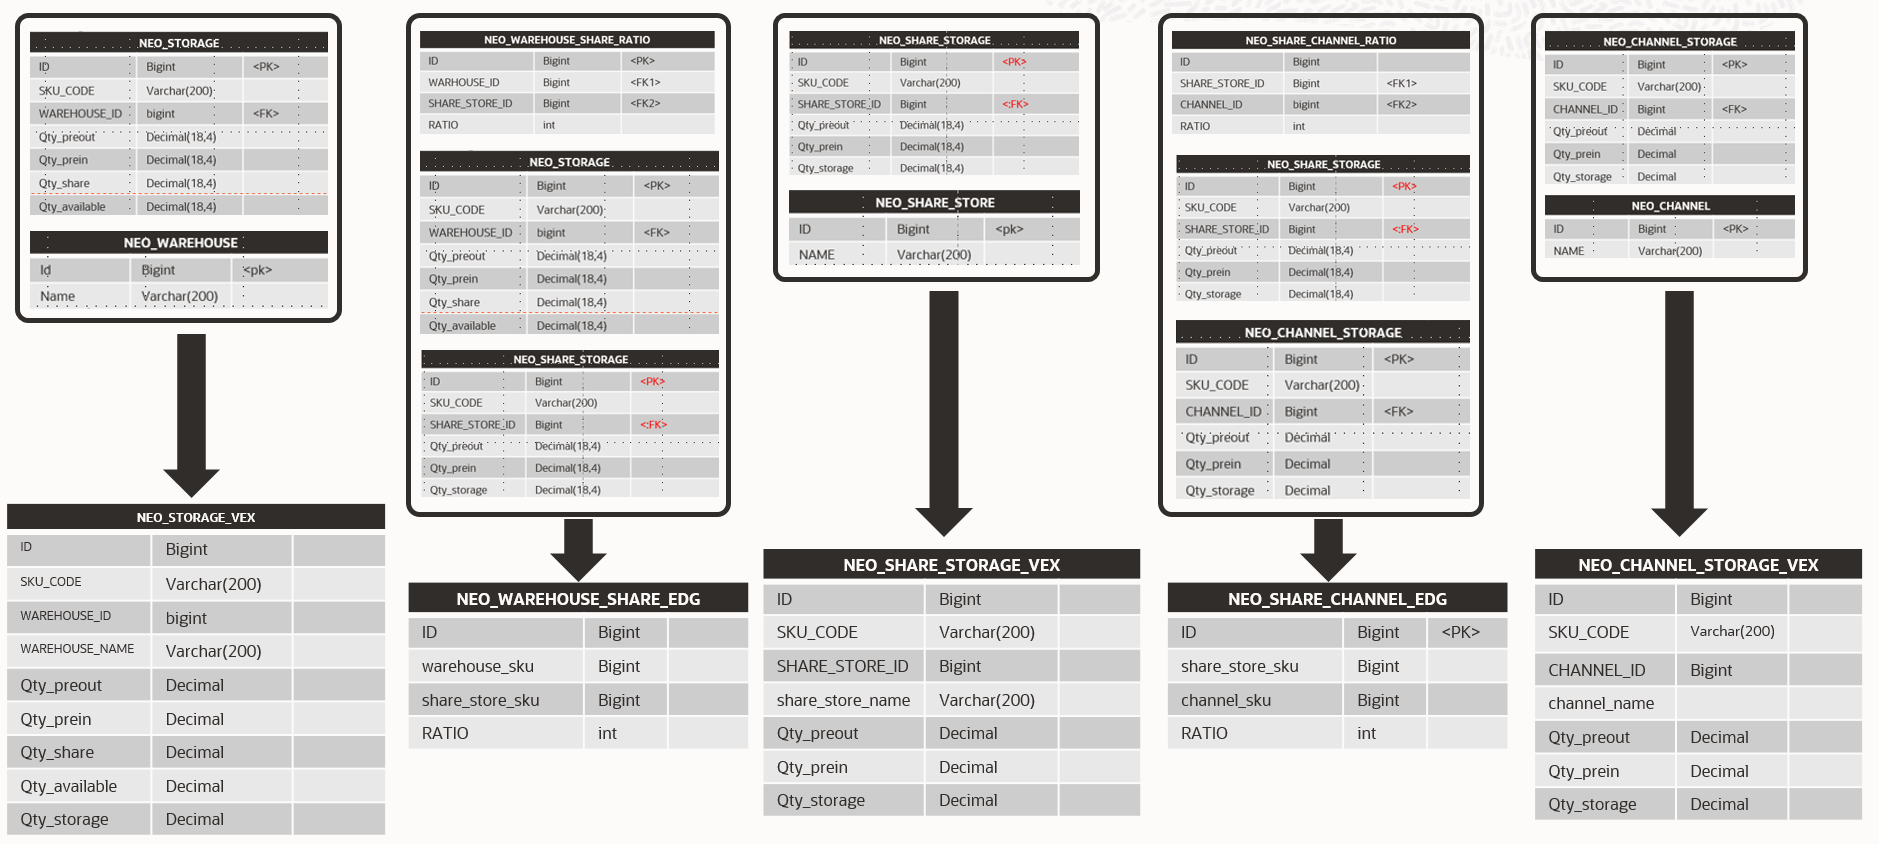 NEO_STORAGE
ID Bigint <PK>
SKU_CODE Varchar(200)
WAREHOUSE_ID bigint <FK>
Qty_preout Decimal(18,4)
Qty_prein Decimal(18,4)
Qty_share Decimal(18,4)
Qty_available Decimal(18,4)
NEO_WAREHOUSE
Id Bigint <pk>
Name Varchar(200)
NEO_STORAGE_VEX
ID Bigint
SKU_CODE Varchar(200)
WAREHOUSE_ID bigint
WAREHOUSE_NAME Varchar(200)
Qty_preout Decimal
Qty_prein Decimal
Qty_share Decimal
Qty_available Decimal
Qty_storage Decimal
NEO_WAREHOUSE_SHARE_RATIO
ID Bigint <PK>
WARHOUSE_ID Bigint <FK1>
SHARE_STORE_ID Bigint <FK2>
RATIO int
NEO_STORAGE
ID Bigint <PK>
SKU_CODE Varchar(200)
WAREHOUSE_ID bigint <FK>
Qty_preout Decimal(18,4)
Qty_prein Decimal(18,4)
Qty_share Decimal(18,4)
Qty_available Decimal(18,4)
NEO_SHARE_STORAGE
ID Bigint <PK>
SKU_CODE Varchar(200)
SHARE_STORE_ID Bigint <:FK>
Qty_preout Decimal(18,4)
Qty_prein Decimal(18,4)
Qty_storage Decimal(18,4)
NEO_WAREHOUSE_SHARE_EDG
ID Bigint
warehouse_sku Bigint
share_store_sku Bigint
RATIO int
NEO_SHARE_STORAGE
ID Bigint <PK>
SKU_CODE Varchar(200)
SHARE_STORE_ID Bigint <:FK>
Qty_preout Decimal(18,4)
Qty_prein Decimal(18,4)
Qty_storage Decimal(18,4)
NEO_SHARE_STORE
ID Bigint <pk>
NAME Varchar(200)
NEO_SHARE_STORAGE_VEX
ID Bigint
SKU_CODE Varchar(200)
SHARE_STORE_ID Bigint
share_store_name Varchar(200)
Qty_preout Decimal
Qty_prein Decimal
Qty_storage Decimal
NEO_SHARE_CHANNEL_RATIO
ID Bigint
SHARE_STORE_ID Bigint <FK1>
CHANNEL_ID bigint <FK2>
RATIO int
NEO_SHARE_STORAGE
ID Bigint <PK>
SKU_CODE Varchar(200)
SHARE_STORE_ID Bigint <:FK>
Qty_preout Decimal(18,4)
Qty_prein Decimal(18,4)
Qty_storage Decimal(18,4)
NEO_CHANNEL_STORAGE
ID Bigint <PK>
SKU_CODE Varchar(200)
CHANNEL_ID Bigint <FK>
Qty_preout Decimal
Qty_prein Decimal
Qty_storage Decimal
NEO_SHARE_CHANNEL_EDG
ID Bigint <PK>
share_store_sku Bigint
channel_sku Bigint
RATIO int
NEO_CHANNEL_STORAGE
ID Bigint <PK>
SKU_CODE Varchar(200)
CHANNEL_ID Bigint <FK>
Qty_preout Decimal
Qty_prein Decimal
Qty_storage Decimal
NEO_CHANNEL
ID Bigint <PK>
NAME Varchar(200)
NEO_CHANNEL_STORAGE_VEX
ID Bigint
SKU_CODE Varchar(200)
CHANNEL_ID Bigint
channel_name
Qty_preout Decimal
Qty_prein Decimal
Qty_storage Decimal